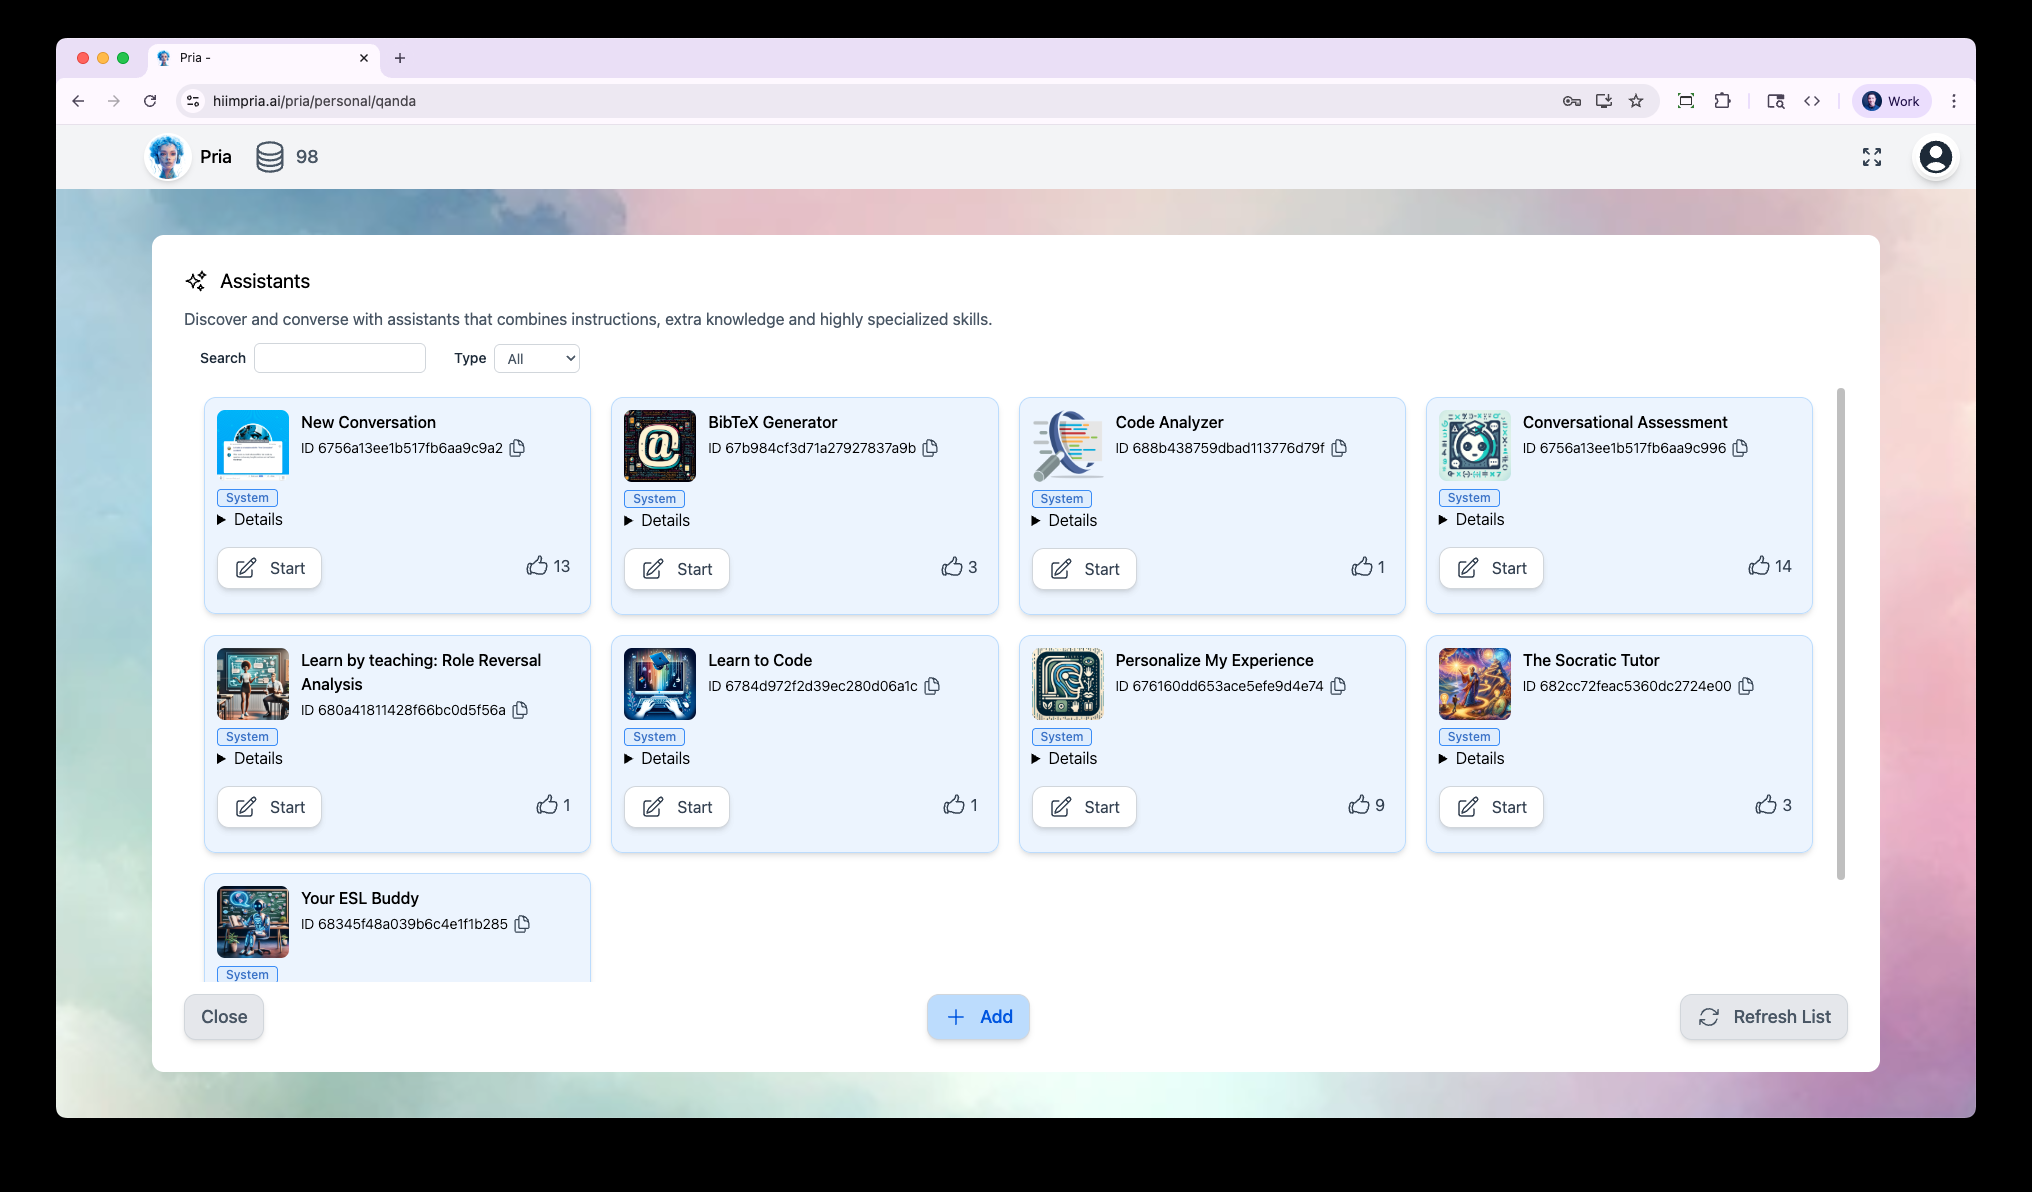 Pria -
hiimpria.ai/pria/personal/qanda
Work
Pria
98
Assistants
Discover and converse with assistants that combines instructions, extra knowledge and highly specialized skills.
Search
Type
All
New Conversation
ID 6756a13ee1b517fb6aa9c9a2
System
Details
Start
13
BibTeX Generator
ID 67b984cf3d71a27927837a9b
System
Details
Start
3
Code Analyzer
ID 688b438759dbad113776d79f
System
Details
Start
1
Conversational Assessment
ID 6756a13ee1b517fb6aa9c996
System
Details
Start
14
Learn by teaching: Role Reversal
Analysis
ID 680a41811428f66bc0d5f56a
System
Details
Start
1
Learn to Code
ID 6784d972f2d39ec280d06a1c
System
Details
Start
1
Personalize My Experience
ID 676160dd653ace5efe9d4e74
System
Details
Start
9
The Socratic Tutor
ID 682cc72feac5360dc2724e00
System
Details
Start
3
Your ESL Buddy
ID 68345f48a039b6c4e1f1b285
System
Close
Add
Refresh List